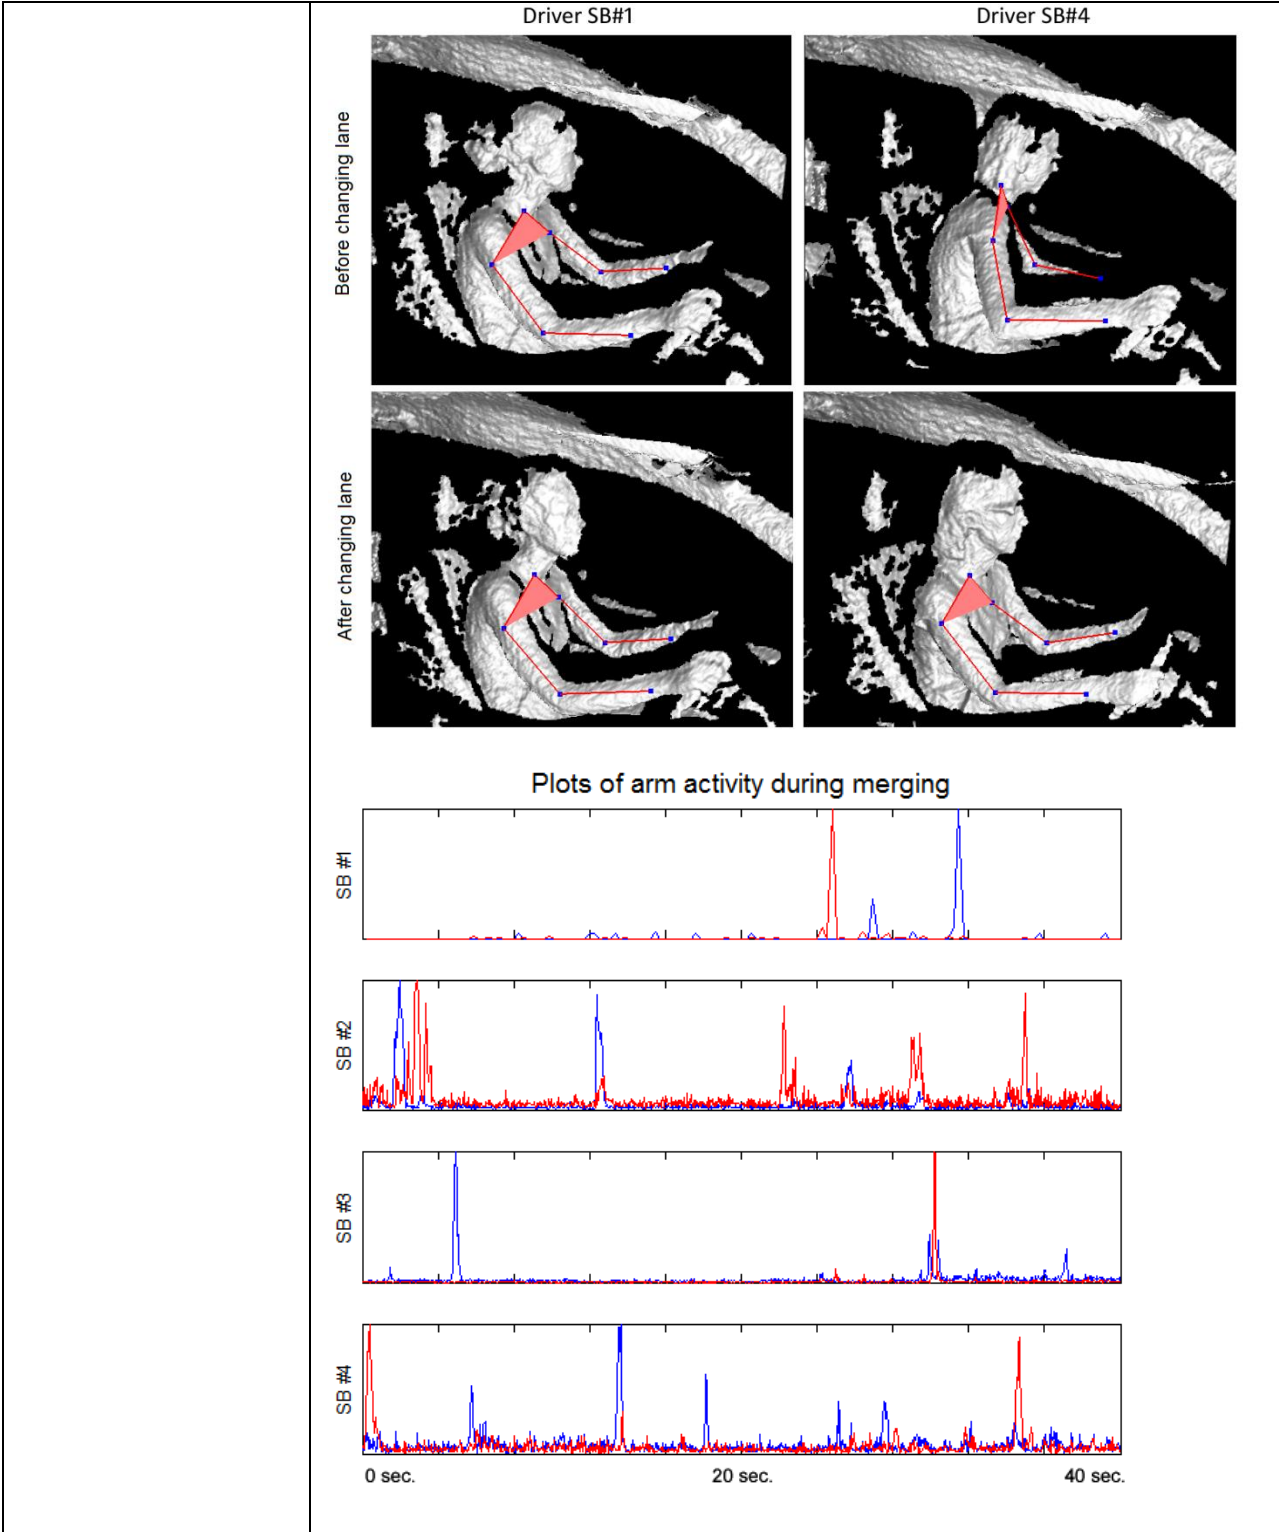 Driver SB#1
Driver SB#4
Before changing lane
After changing lane
Plots of arm activity during merging
SB #1
SB #2
SB #3
SB #4
0 sec.
20 sec.
40 sec.